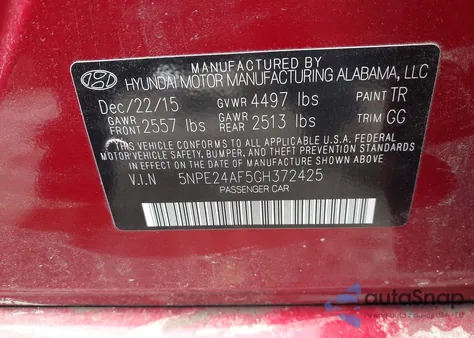 MANUFACTURED BY
HYUNDAI MOTOR MANUFACTURING ALABAMA, LLC
Dec/22/15 GVWR 4497 lbs PAINT TR
GAWR FRONT 2557 lbs GAWR REAR 2513 lbs TRIM GG
THIS VEHICLE CONFORMS TO ALL APPLICABLE U.S.A. FEDERAL
MOTOR VEHICLE SAFETY, BUMPER, AND THEFT PREVENTION STANDARDS
IN EFFECT ON THE DATE OF MANUFACTURE SHOWN ABOVE.
V.I.N 5NPE24AF5GH372425
PASSENGER CAR
autoSnap